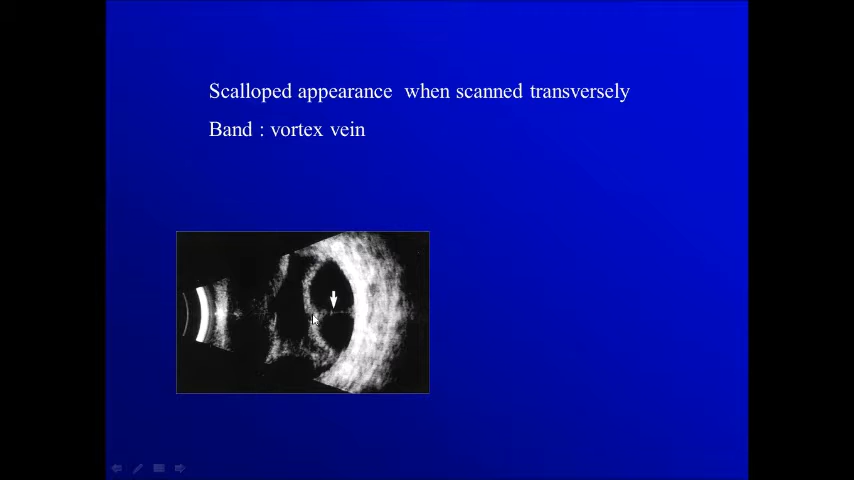 Scalloped appearance when scanned transversely
Band : vortex vein